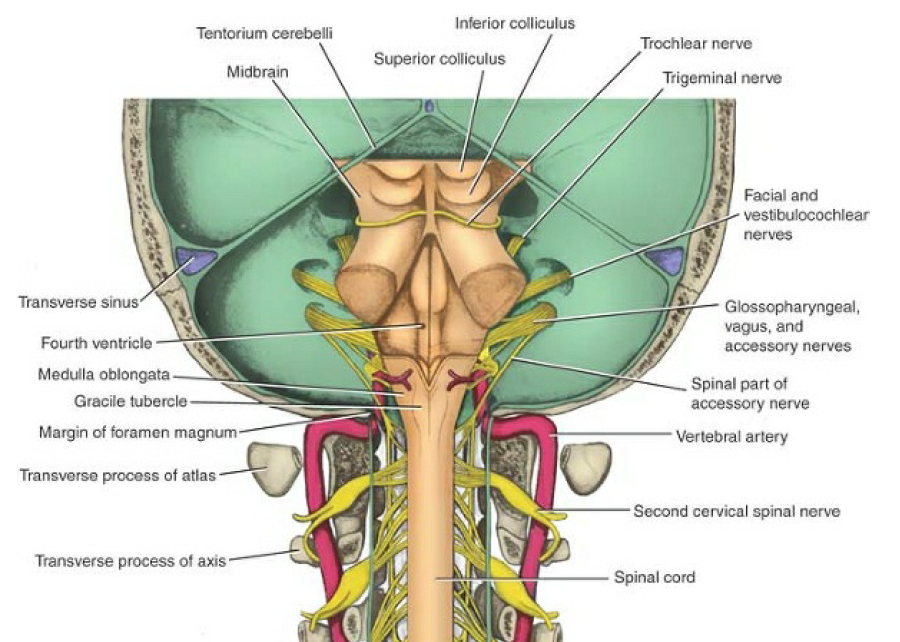 Inferior colliculus
Tentorium cerebelli
Trochlear nerve
Superior colliculus
Midbrain
Trigeminal nerve
Facial and
vestibulocochlear
nerves
Transverse sinus
Glossopharyngeal,
vagus, and
accessory nerves
Fourth ventricle
Medulla oblongata
Spinal part of
accessory nerve
Gracile tubercle
Margin of foramen magnum
Vertebral artery
Transverse process of atlas
Second cervical spinal nerve
Transverse process of axis
Spinal cord